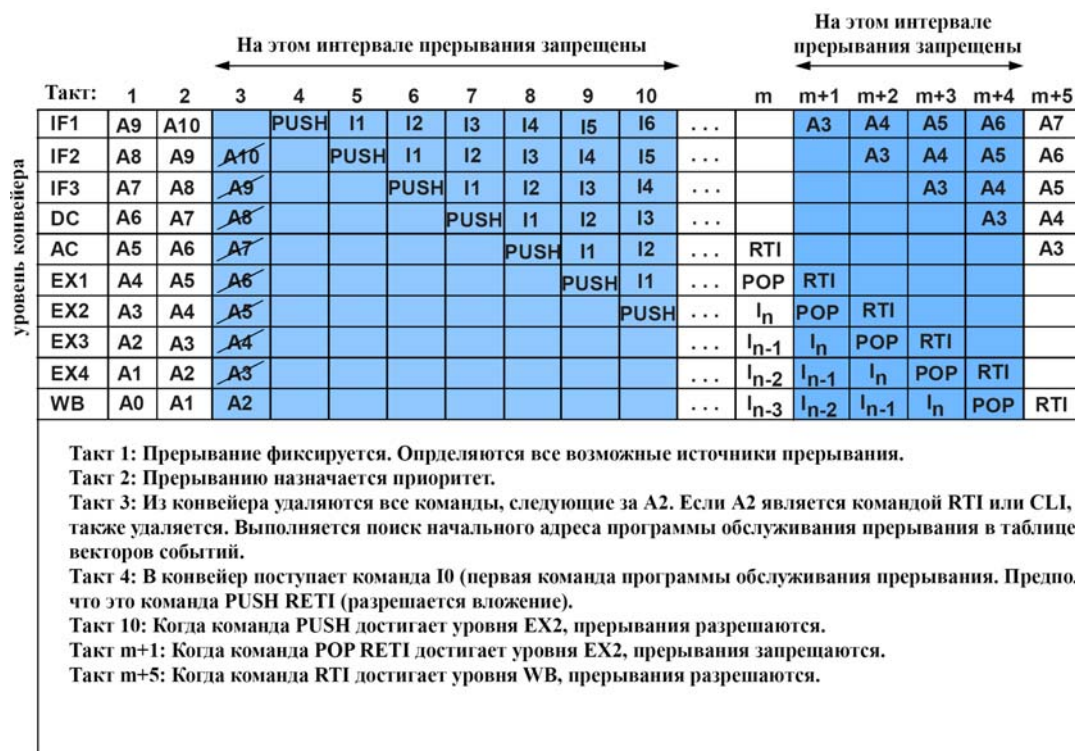 На этом интервале прерывания запрещены
На этом интервале
прерывания запрещены
Такт: 1 2 3 4 5 6 7 8 9 10 m m+1 m+2 m+3 m+4 m+5
уровень конвейера
IF1 A9 A10 PUSH I1 I2 I3 I4 I5 I6 ... A3 A4 A5 A6 A7
IF2 A8 A9 A10 PUSH I1 I2 I3 I4 I5 ... A3 A4 A5 A6
IF3 A7 A8 A9 PUSH I1 I2 I3 I4 ... A3 A4 A5
DC A6 A7 A8 PUSH I1 I2 I3 ... A3 A4
AC A5 A6 A7 PUSH I1 I2 ... RTI A3
EX1 A4 A5 A6 PUSH I1 ... POP RTI
EX2 A3 A4 A5 PUSH ... In POP RTI
EX3 A2 A3 A4 ... In-1 In POP RTI
EX4 A1 A2 A3 ... In-2 In-1 In POP RTI
WB A0 A1 A2 ... In-3 In-2 In-1 In POP RTI
Такт 1: Прерывание фиксируется. Опрделяются все возможные источники прерывания.
Такт 2: Прерыванию назначается приоритет.
Такт 3: Из конвейера удаляются все команды, следующие за А2. Если А2 является командой RTI или CLI,
также удаляется. Выполняется поиск начального адреса программы обслуживания прерывания в таблице
векторов событий.
Такт 4: В конвейер поступает команда I0 (первая команда программы обслуживания прерывания. Предпол
что это команда PUSH RETI (разрешается вложение).
Такт 10: Когда команда PUSH достигает уровня EX2, прерывания разрешаются.
Такт m+1: Когда команда POP RETI достигает уровня EX2, прерывания запрещаются.
Такт m+5: Когда команда RTI достигает уровня WB, прерывания разрешаются.